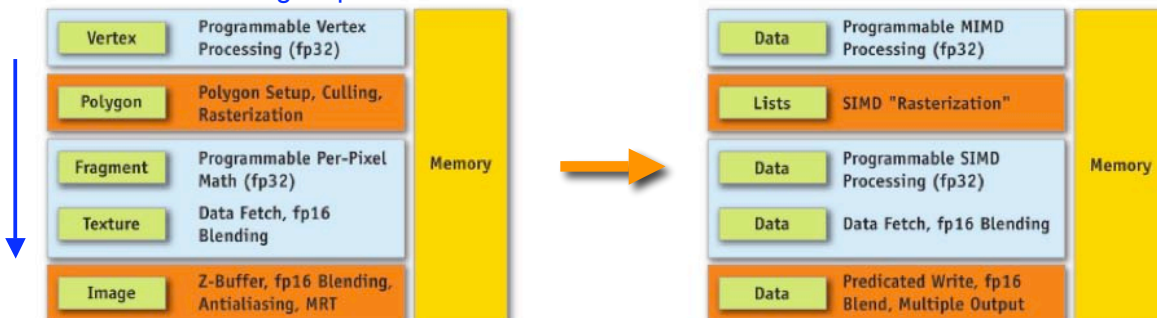 Vertex
Programmable Vertex
Processing (fp32)
Polygon
Polygon Setup, Culling,
Rasterization
Fragment
Programmable Per-Pixel
Math (fp32)
Texture
Data Fetch, fp16
Blending
Image
Z-Buffer, fp16 Blending,
Antialiasing, MRT
Memory
Data
Programmable MIMD
Processing (fp32)
Lists
SIMD "Rasterization"
Data
Programmable SIMD
Processing (fp32)
Data
Data Fetch, fp16 Blending
Data
Predicated Write, fp16
Blend, Multiple Output
Memory